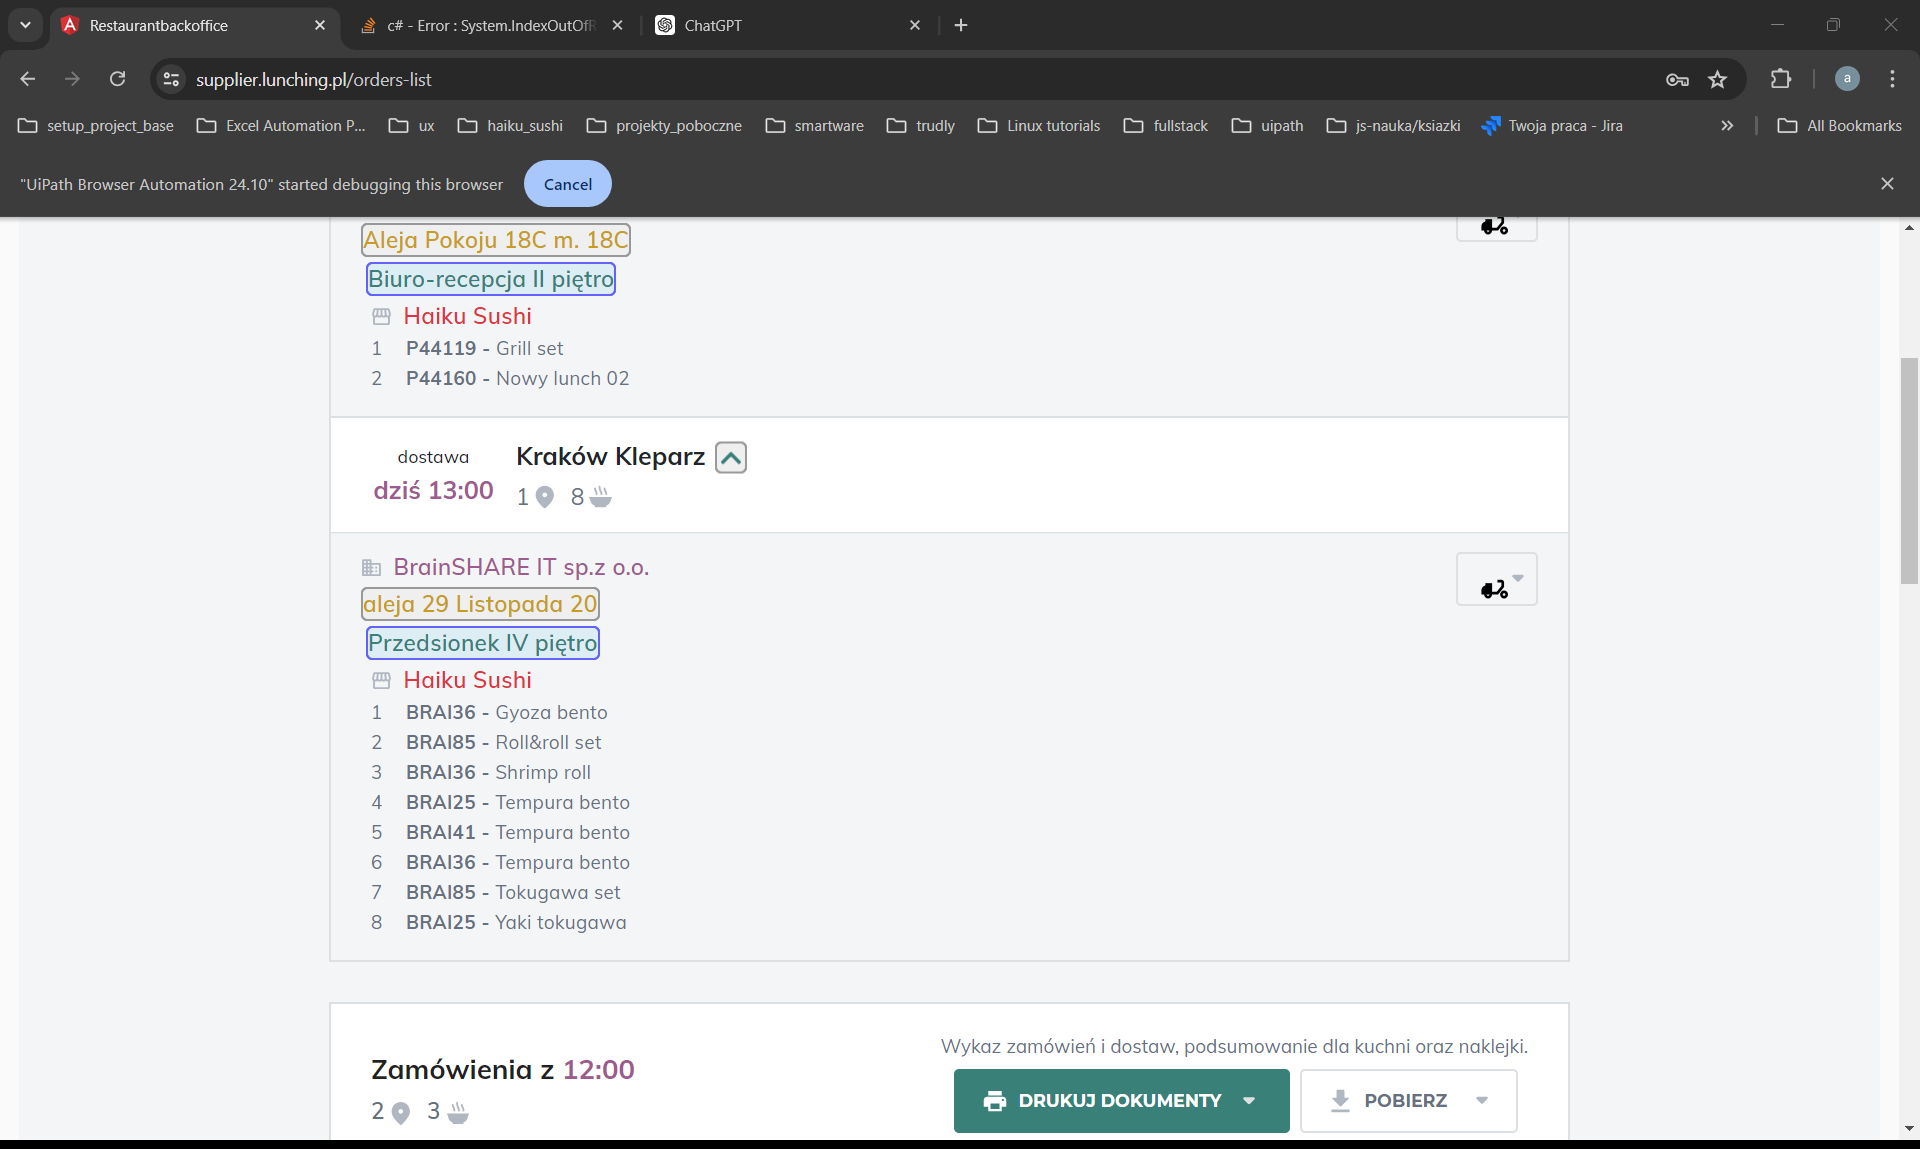 Restaurantbackoffice
c# - Error : System.IndexOutOfR
ChatGPT
supplier.lunching.pl/orders-list
a
setup_project_base
Excel Automation P...
ux
haiku_sushi
projekty_poboczne
smartware
trudly
Linux tutorials
fullstack
uipath
js-nauka/ksiazki
Twoja praca - Jira
All Bookmarks
"UiPath Browser Automation 24.10" started debugging this browser
Cancel
Aleja Pokoju 18C m. 18C
Biuro-recepcja II piętro
Haiku Sushi
1 P44119 - Grill set
2 P44160 - Nowy lunch 02
dostawa
dziś 13:00
Kraków Kleparz
1 8
BrainSHARE IT sp.z o.o.
aleja 29 Listopada 20
Przedsionek IV piętro
Haiku Sushi
1 BRAI36 - Gyoza bento
2 BRAI85 - Roll&roll set
3 BRAI36 - Shrimp roll
4 BRAI25 - Tempura bento
5 BRAI41 - Tempura bento
6 BRAI36 - Tempura bento
7 BRAI85 - Tokugawa set
8 BRAI25 - Yaki tokugawa
Zamówienia z 12:00
2 3
Wykaz zamówień i dostaw, podsumowanie dla kuchni oraz naklejki.
DRUKUJ DOKUMENTY
POBIERZ